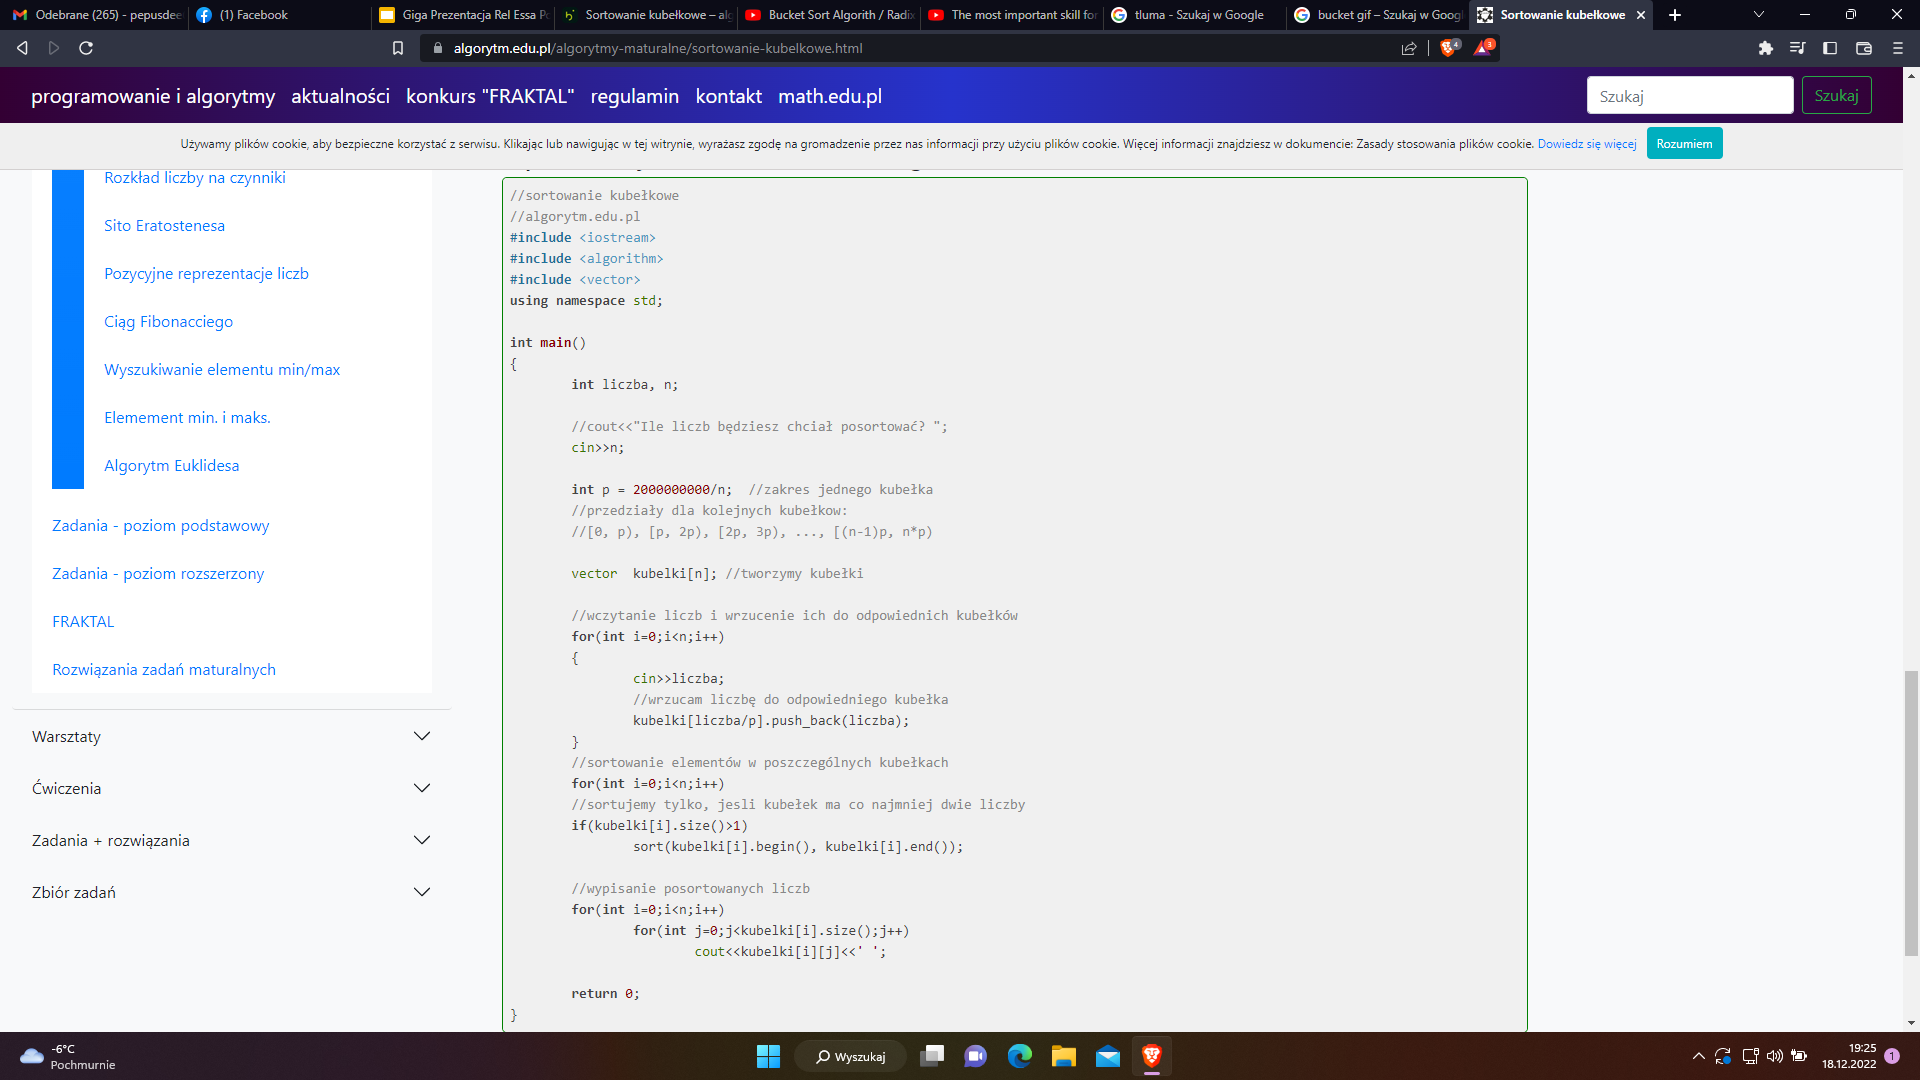 Odebrane (265) - pepusdee
(1) Facebook
Giga Prezentacja Rel Essa Po
Sortowanie kubełkowe – alg
Bucket Sort Algorith / Radix
The most important skill for
tluma - Szukaj w Google
bucket gif – Szukaj w Googl
Sortowanie kubełkowe
algorytm.edu.pl/algorytmy-maturalne/sortowanie-kubelkowe.html
4
3
programowanie i algorytmy aktualności konkurs "FRAKTAL" regulamin kontakt math.edu.pl
Szukaj
Szukaj
Używamy plików cookie, aby bezpieczne korzystać z serwisu. Klikając lub nawigując w tej witrynie, wyrażasz zgodę na gromadzenie przez nas informacji przy użyciu plików cookie. Więcej informacji znajdziesz w dokumencie: Zasady stosowania plików cookie. Dowiedz się więcej
Rozumiem
Rozkład liczby na czynniki
Sito Eratostenesa
Pozycyjne reprezentacje liczb
Ciąg Fibonacciego
Wyszukiwanie elementu min/max
Elemement min. i maks.
Algorytm Euklidesa
Zadania - poziom podstawowy
Zadania - poziom rozszerzony
FRAKTAL
Rozwiązania zadań maturalnych
Warsztaty
Ćwiczenia
Zadania + rozwiązania
Zbiór zadań
//sortowanie kubełkowe
//algorytm.edu.pl
#include <iostream>
#include <algorithm>
#include <vector>
using namespace std;
int main()
{
int liczba, n;
//cout<<"Ile liczb będziesz chciał posortować? ";
cin>>n;
int p = 2000000000/n;  //zakres jednego kubełka
//przedziały dla kolejnych kubełkow:
//[0, p), [p, 2p), [2p, 3p), ..., [(n-1)p, n*p)
vector  kubelki[n]; //tworzymy kubełki
//wczytanie liczb i wrzucenie ich do odpowiednich kubełków
for(int i=0;i<n;i++)
{
cin>>liczba;
//wrzucam liczbę do odpowiedniego kubełka
kubelki[liczba/p].push_back(liczba);
}
//sortowanie elementów w poszczególnych kubełkach
for(int i=0;i<n;i++)
//sortujemy tylko, jesli kubełek ma co najmniej dwie liczby
if(kubelki[i].size()>1)
sort(kubelki[i].begin(), kubelki[i].end());
//wypisanie posortowanych liczb
for(int i=0;i<n;i++)
for(int j=0;j<kubelki[i].size();j++)
cout<<kubelki[i][j]<<' ';
return 0;
}
-6°C
Pochmurnie
Wyszukaj
19:25
18.12.2022
1